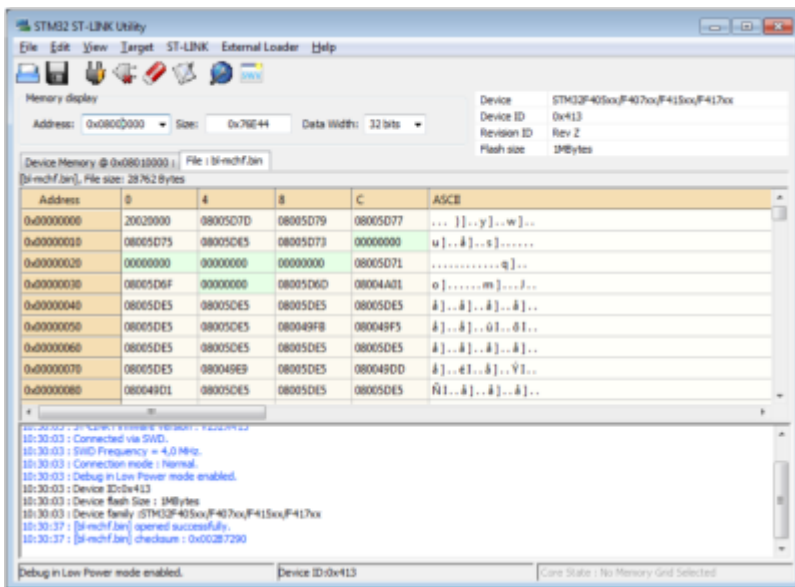 STM32 ST-LINK Utility
File Edit View Target ST-LINK External Loader Help
Memory display
Address: 0x08000000 Size: 0x76E44 Data Width: 32 bits
Device STM32F405xx/F407xx/F415xx/F417xx
Device ID 0x413
Revision ID Rev Z
Flash size 1MBytes
Device Memory @ 0x08010000 : File : bl-mchf.bin
[bl-mchf.bin], File size: 28762 Bytes
Address 0 4 8 C ASCII
0x00000000 20020000 08005D7D 08005D79 08005D77 ... }]..y]..w]..
0x00000010 08005D75 08005DE5 08005D73 00000000 u]..å]..s]......
0x00000020 00000000 00000000 00000000 08005D71 ............q]..
0x00000030 08005D6F 00000000 08005D6D 08004A01 o]......m]...J..
0x00000040 08005DE5 08005DE5 08005DE5 08005DE5 å]..å]..å]..å]..
0x00000050 08005DE5 08005DE5 080049FB 080049F5 å]..å]..ûI..õI..
0x00000060 08005DE5 08005DE5 08005DE5 08005DE5 å]..å]..å]..å]..
0x00000070 08005DE5 080049E9 08005DE5 080049DD å]..éI..å]..ÝI..
0x00000080 080049D1 08005DE5 08005DE5 08005DE5 ÑI..å]..å]..å]..
10:30:03 : Connected via SWD.
10:30:03 : SWD Frequency = 4,0 MHz.
10:30:03 : Connection mode : Normal.
10:30:03 : Debug in Low Power mode enabled.
10:30:03 : Device ID:0x413
10:30:03 : Device flash Size : 1MBytes
10:30:03 : Device family :STM32F405xx/F407xx/F415xx/F417xx
10:30:37 : [bl-mchf.bin] opened successfully.
10:30:37 : [bl-mchf.bin] checksum : 0x002B7290
Debug in Low Power mode enabled. Device ID:0x413 Core State : No Memory Grid Selected